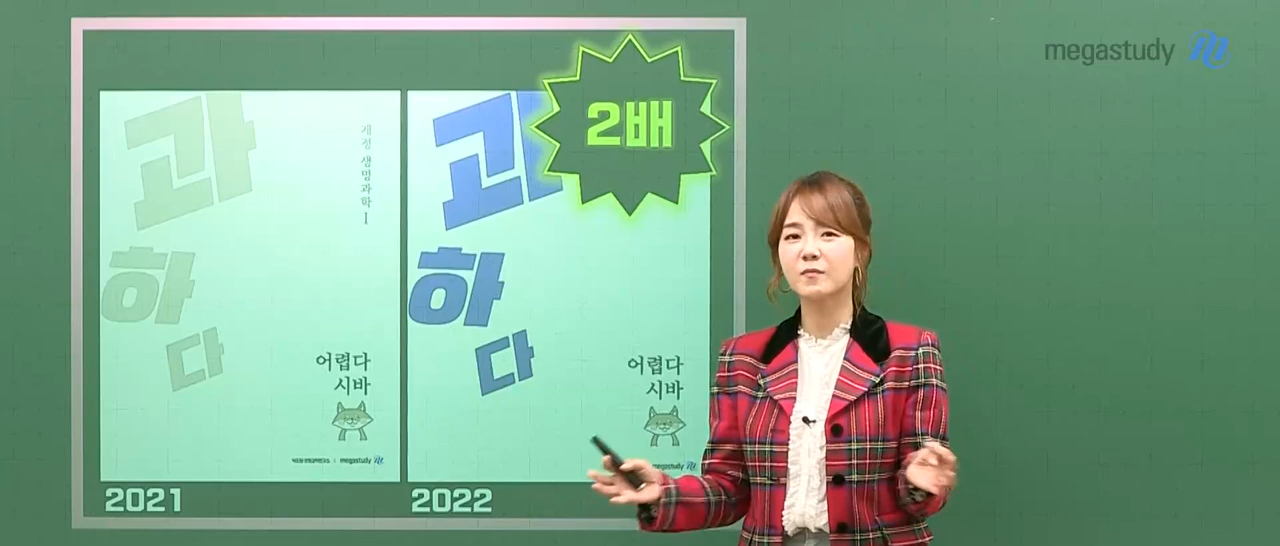 megastudy
2배
과
하
다
개정 생명과학 I
어렵다
시바
megastudy
2021
과
하
다
어렵다
시바
megastudy
2022